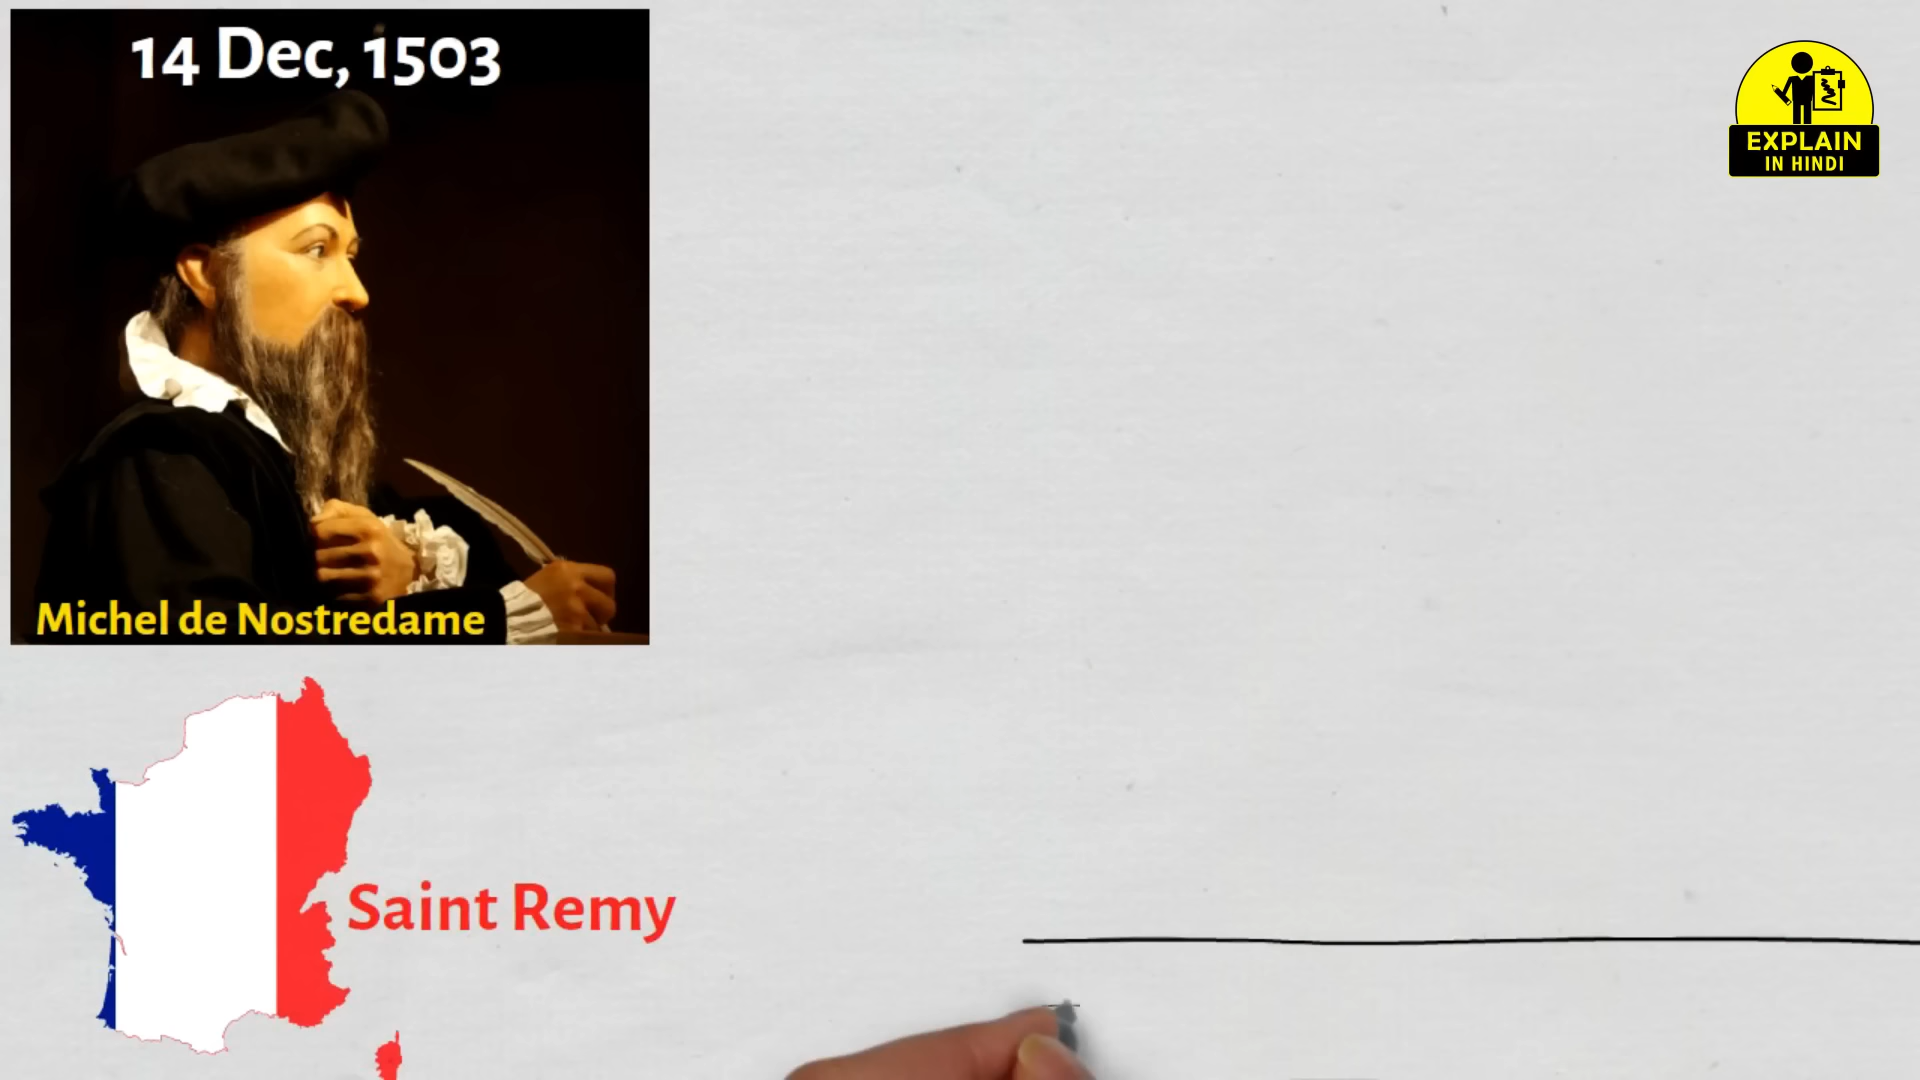 14 Dec, 1503
EXPLAIN
IN HINDI
Michel de Nostredame
Saint Remy